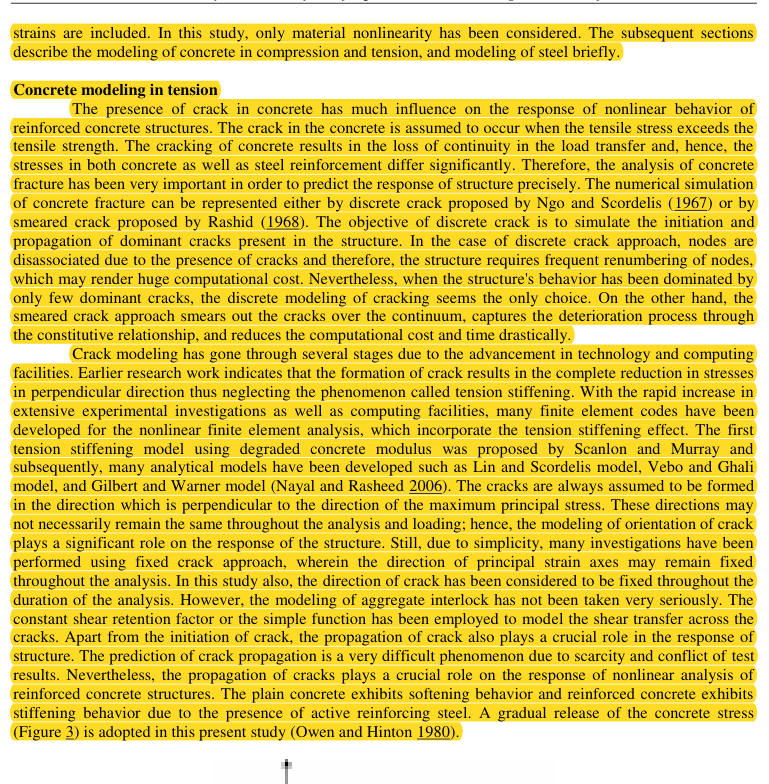 strains are included. In this study, only material nonlinearity has been considered. The subsequent sections
describe the modeling of concrete in compression and tension, and modeling of steel briefly.
Concrete modeling in tension
The presence of crack in concrete has much influence on the response of nonlinear behavior of
reinforced concrete structures. The crack in the concrete is assumed to occur when the tensile stress exceeds the
tensile strength. The cracking of concrete results in the loss of continuity in the load transfer and, hence, the
stresses in both concrete as well as steel reinforcement differ significantly. Therefore, the analysis of concrete
fracture has been very important in order to predict the response of structure precisely. The numerical simulation
of concrete fracture can be represented either by discrete crack proposed by Ngo and Scordelis (1967) or by
smeared crack proposed by Rashid (1968). The objective of discrete crack is to simulate the initiation and
propagation of dominant cracks present in the structure. In the case of discrete crack approach, nodes are
disassociated due to the presence of cracks and therefore, the structure requires frequent renumbering of nodes,
which may render huge computational cost. Nevertheless, when the structure's behavior has been dominated by
only few dominant cracks, the discrete modeling of cracking seems the only choice. On the other hand, the
smeared crack approach smears out the cracks over the continuum, captures the deterioration process through
the constitutive relationship, and reduces the computational cost and time drastically.
Crack modeling has gone through several stages due to the advancement in technology and computing
facilities. Earlier research work indicates that the formation of crack results in the complete reduction in stresses
in perpendicular direction thus neglecting the phenomenon called tension stiffening. With the rapid increase in
extensive experimental investigations as well as computing facilities, many finite element codes have been
developed for the nonlinear finite element analysis, which incorporate the tension stiffening effect. The first
tension stiffening model using degraded concrete modulus was proposed by Scanlon and Murray and
subsequently, many analytical models have been developed such as Lin and Scordelis model, Vebo and Ghali
model, and Gilbert and Warner model (Nayal and Rasheed 2006). The cracks are always assumed to be formed
in the direction which is perpendicular to the direction of the maximum principal stress. These directions may
not necessarily remain the same throughout the analysis and loading; hence, the modeling of orientation of crack
plays a significant role on the response of the structure. Still, due to simplicity, many investigations have been
performed using fixed crack approach, wherein the direction of principal strain axes may remain fixed
throughout the analysis. In this study also, the direction of crack has been considered to be fixed throughout the
duration of the analysis. However, the modeling of aggregate interlock has not been taken very seriously. The
constant shear retention factor or the simple function has been employed to model the shear transfer across the
cracks. Apart from the initiation of crack, the propagation of crack also plays a crucial role in the response of
structure. The prediction of crack propagation is a very difficult phenomenon due to scarcity and conflict of test
results. Nevertheless, the propagation of cracks plays a crucial role on the response of nonlinear analysis of
reinforced concrete structures. The plain concrete exhibits softening behavior and reinforced concrete exhibits
stiffening behavior due to the presence of active reinforcing steel. A gradual release of the concrete stress
(Figure 3) is adopted in this present study (Owen and Hinton 1980).